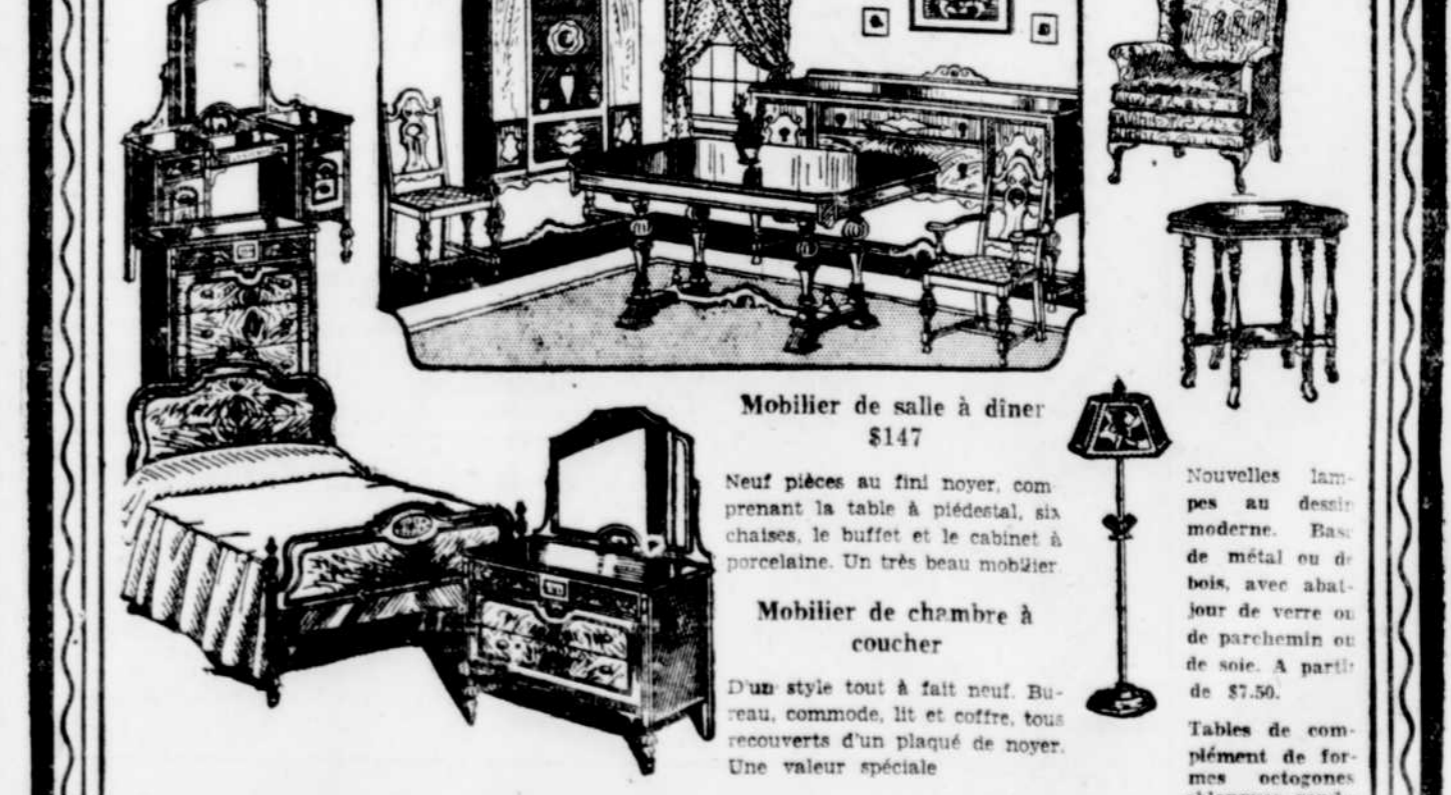 Mobilier de salle à dîner
$147
Neuf pièces au fini noyer, com-
prenant la table à piédestal, six
chaises, le buffet et le cabinet à
porcelaine. Un très beau mobilier.
Mobilier de chambre à
coucher
D'un style tout à fait neuf. Bu-
reau, commode, lit et coffre, tous
recouverts d'un plaqué de noyer.
Une valeur spéciale
Nouvelles lam-
pes au dessin
moderne. Base
de métal ou de
bois, avec abat-
jour de verre ou
de parchemin ou
de soie. A partir
de $7.50.
Tables de com-
plément de for-
mes octogones